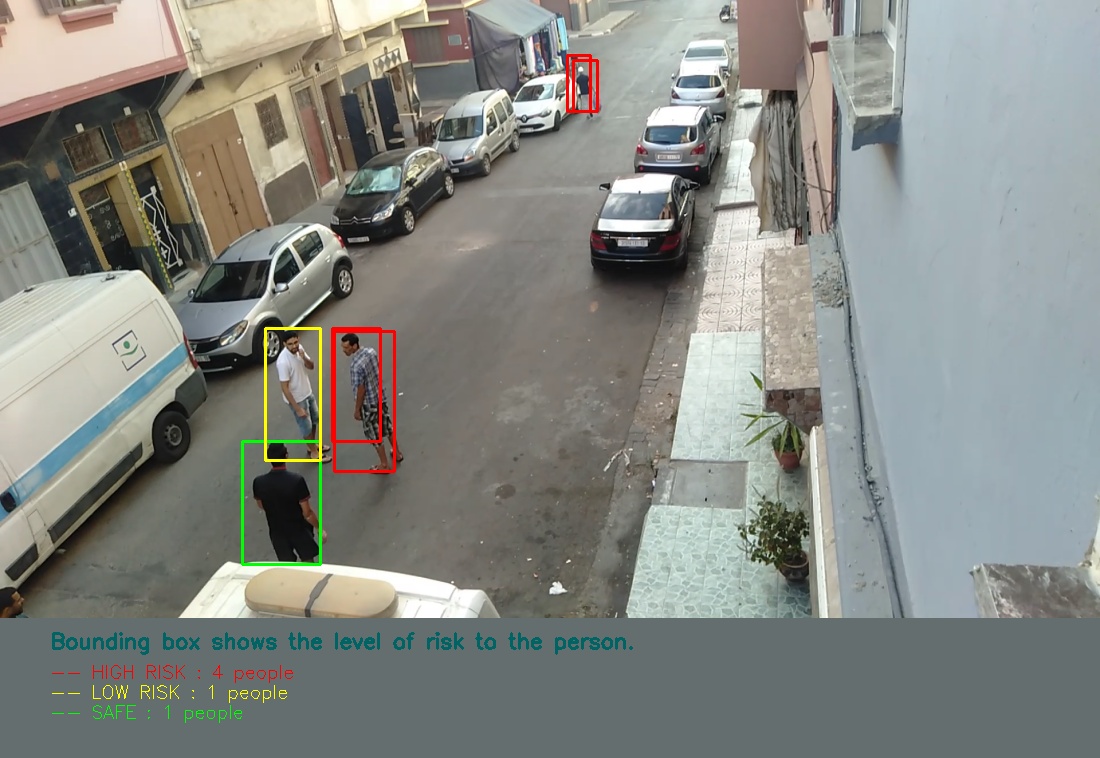 Bounding box shows the level of risk to the person.
—— HIGH RISK : 4 people
—— LOW RISK : 1 people
—— SAFE : 1 people